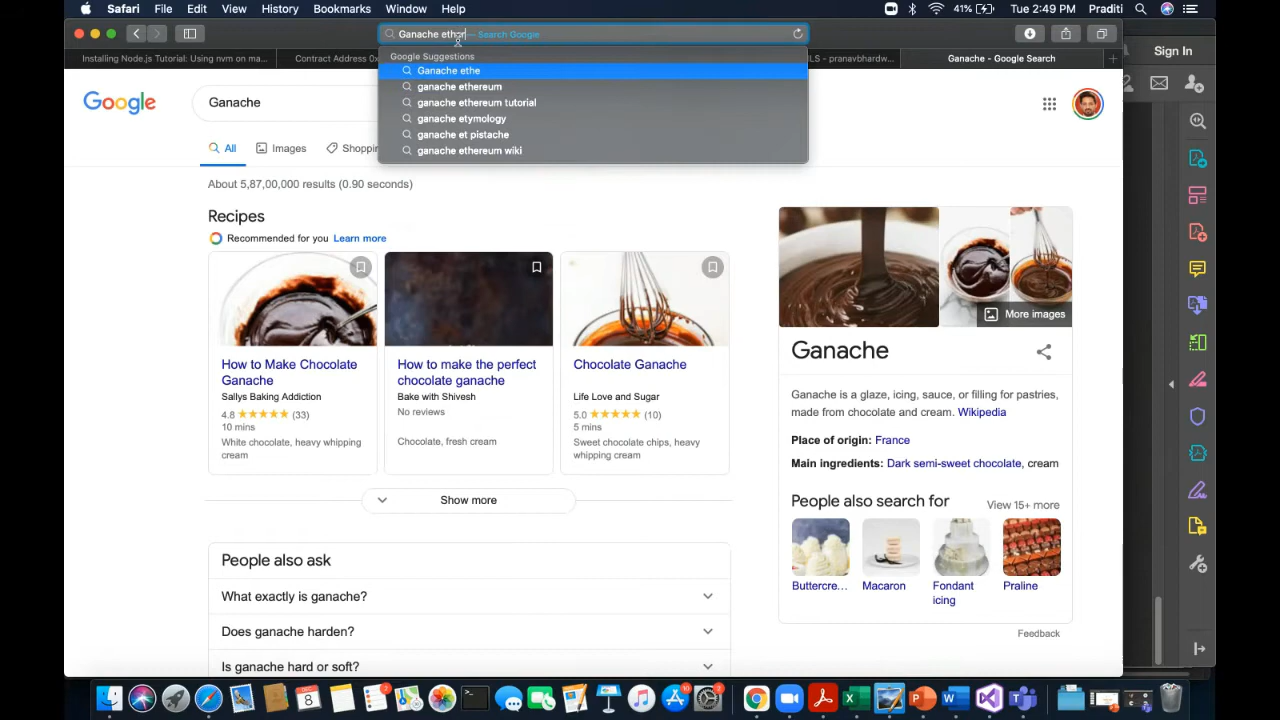 Safari File Edit View History Bookmarks Window Help
41% Tue 2:49 PM Praditi
Ganache ether — Search Google
Installing Node.js Tutorial: Using nvm on ma
Contract Address 0x
LS - pranavbhardw...
Ganache - Google Search
Sign In
Google Suggestions
Ganache ethe
ganache ethereum
ganache ethereum tutorial
ganache etymology
ganache et pistache
ganache ethereum wiki
Google
Ganache
All Images Shoppin
About 5,87,00,000 results (0.90 seconds)
Recipes
Recommended for you Learn more
How to Make Chocolate
Ganache
Sallys Baking Addiction
4.8 (33)
10 mins
White chocolate, heavy whipping
cream
How to make the perfect
chocolate ganache
Bake with Shivesh
No reviews
Chocolate, fresh cream
Chocolate Ganache
Life Love and Sugar
5.0 (10)
5 mins
Sweet chocolate chips, heavy
whipping cream
Show more
People also ask
What exactly is ganache?
Does ganache harden?
Is ganache hard or soft?
More images
Ganache
Ganache is a glaze, icing, sauce, or filling for pastries,
made from chocolate and cream. Wikipedia
Place of origin: France
Main ingredients: Dark semi-sweet chocolate, cream
People also search for
View 15+ more
Buttercre...
Macaron
Fondant
icing
Praline
Feedback